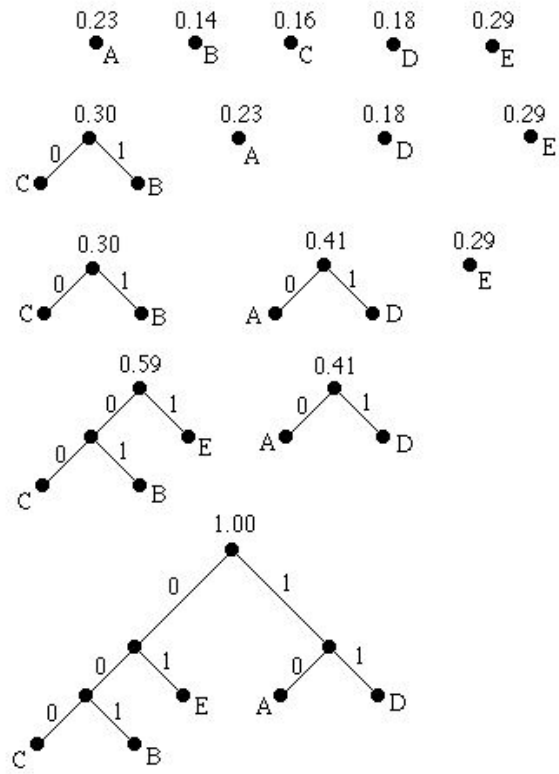 0.23 0.14 0.16 0.18 0.29
A B C D E
0.30 0.23 0.18 0.29
0 1 A D E
C B
0.30 0.41 0.29
0 1 0 1 E
C B A D
0.59 0.41
0 1 0 1
0 1 E A D
C B
1.00
0 1
0 1 0 1
0 1 E A D
C B